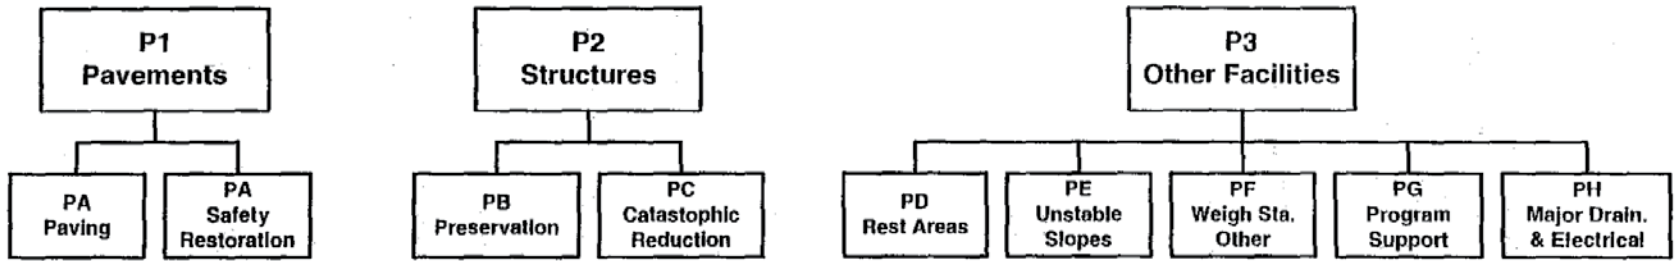 P1
Pavements
P2
Structures
P3
Other Facilities
PA
Paving
PA
Safety
Restoration
PB
Preservation
PC
Catastophic
Reduction
PD
Rest Areas
PE
Unstable
Slopes
PF
Weigh Sta.
Other
PG
Program
Support
PH
Major Drain.
& Electrical